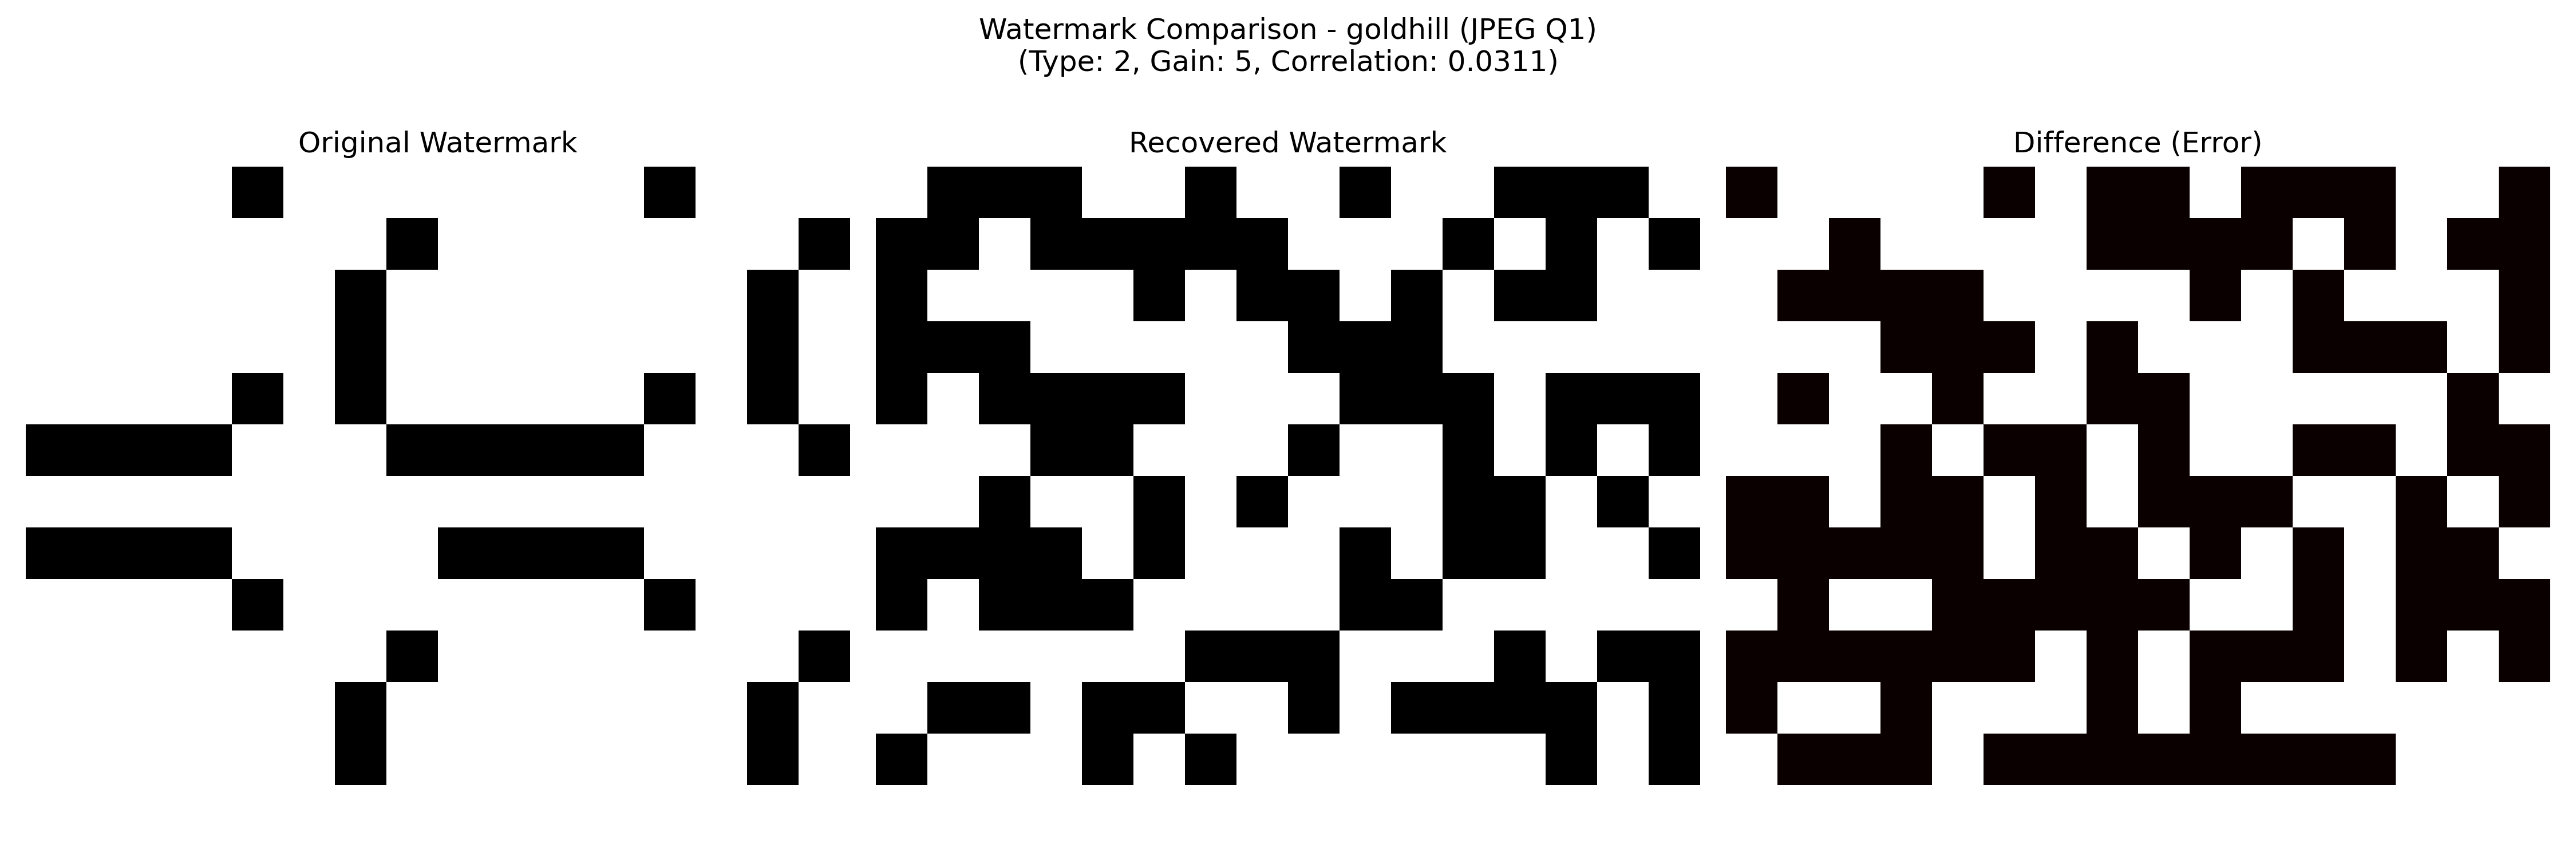 Watermark Comparison - goldhill (JPEG Q1)
(Type: 2, Gain: 5, Correlation: 0.0311)
Original Watermark
Recovered Watermark
Difference (Error)